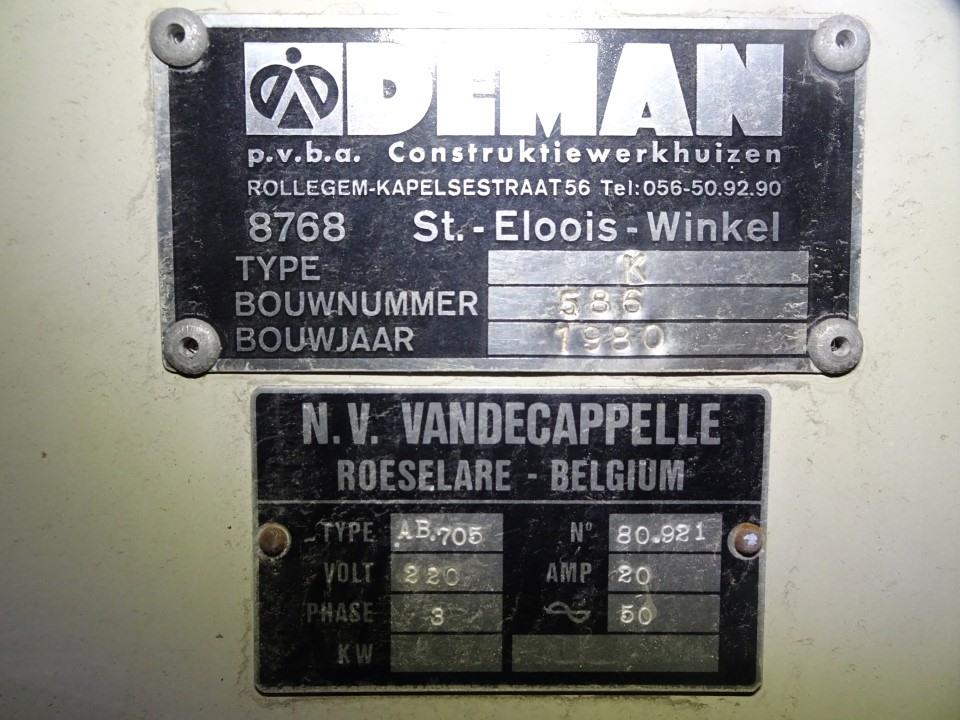 DEMAN
p.v.b.a. Construktiewerkhuizen
ROLLEGEM-KAPELSESTRAAT 56 Tel: 056-50.92.90
8768 St.-Eloois-Winkel
TYPE K
BOUWNUMMER 586
BOUWJAAR 1980
N.V. VANDECAPPELLE
ROESELARE - BELGIUM
TYPE AB.705 Nº 80.921
VOLT 220 AMP 20
PHASE 3 50
KW